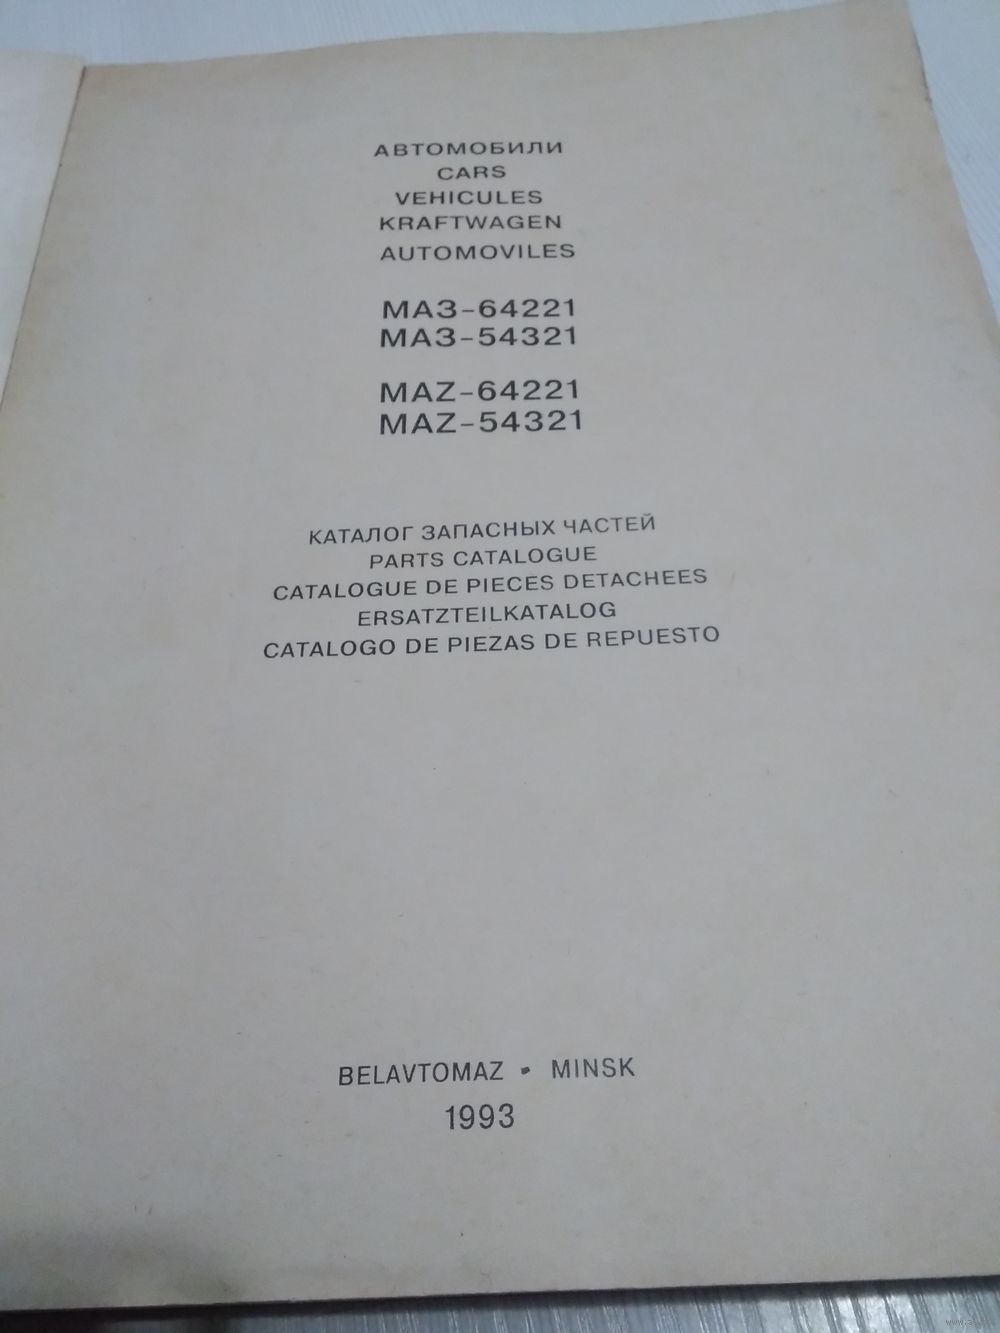 АВТОМОБИЛИ
CARS
VEHICULES
KRAFTWAGEN
AUTOMOVILES
МАЗ-64221
МАЗ-54321
MAZ-64221
MAZ-54321
КАТАЛОГ ЗАПАСНЫХ ЧАСТЕЙ
PARTS CATALOGUE
CATALOGUE DE PIECES DETACHEES
ERSATZTEILKATALOG
CATALOGO DE PIEZAS DE REPUESTO
BELAVTOMAZ • MINSK
1993